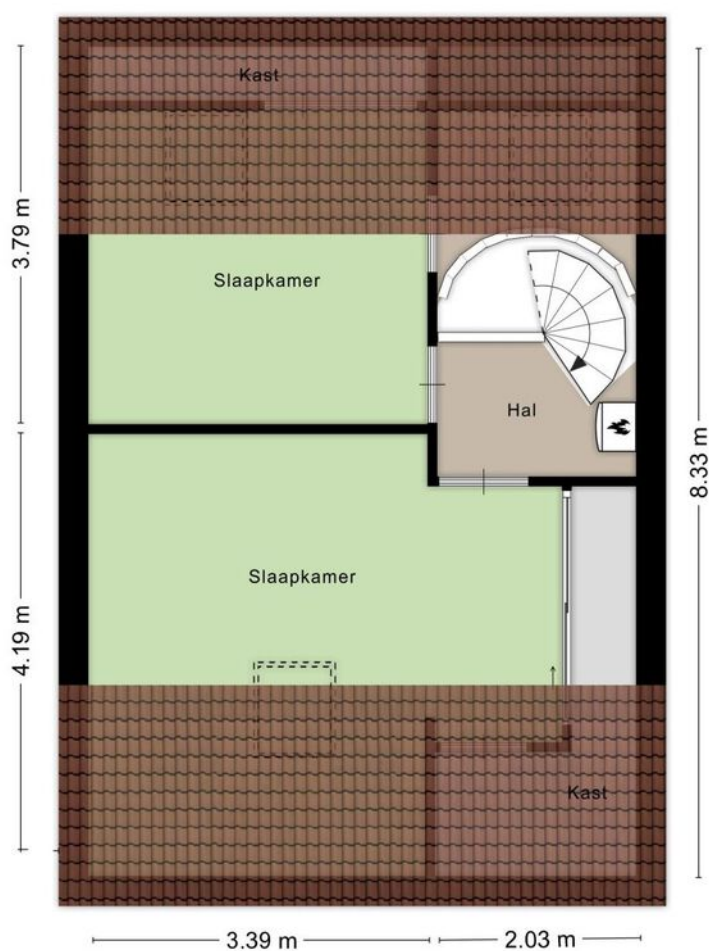 Kast
3.79 m
Slaapkamer
Hal
8.33 m
Slaapkamer
4.19 m
Kast
3.39 m
2.03 m